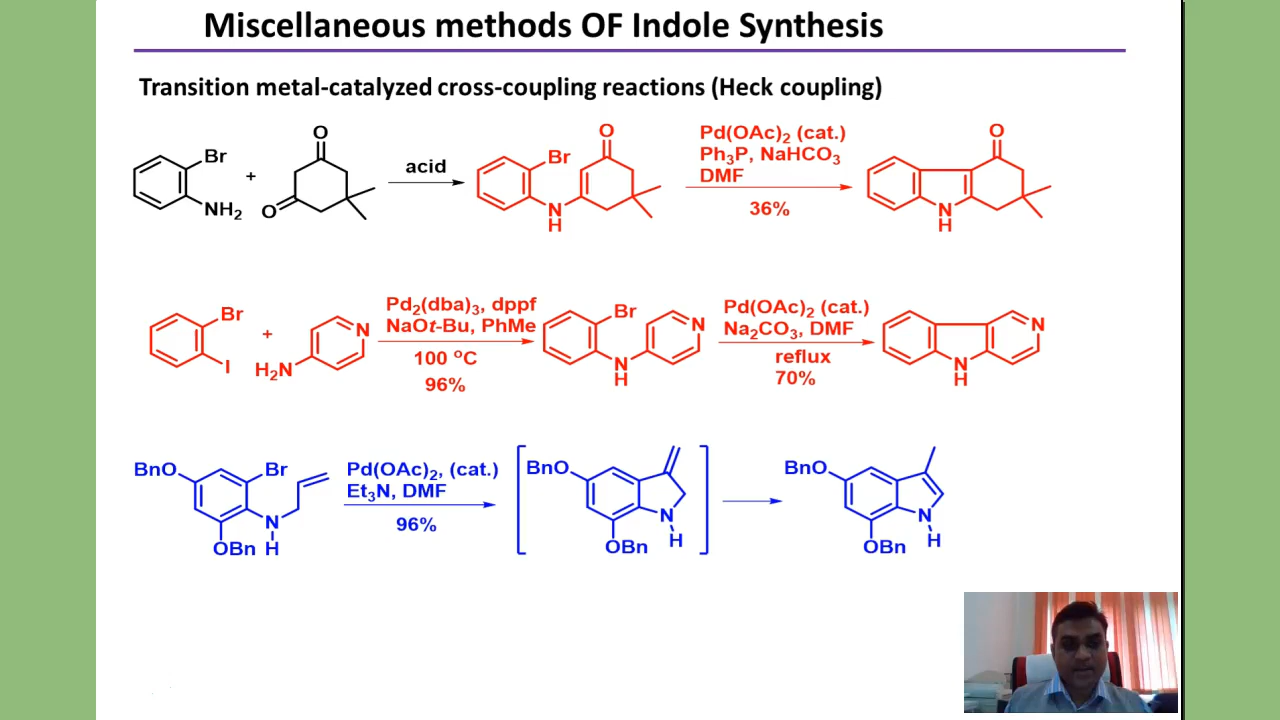 Miscellaneous methods OF Indole Synthesis
Transition metal-catalyzed cross-coupling reactions (Heck coupling)
Br
NH2
+
O
O
acid
O
Br
N
H
Pd(OAc)2 (cat.)
Ph3P, NaHCO3
DMF
36%
O
N
H
Br
I
+
H2N
N
Pd2(dba)3, dppf
NaOt-Bu, PhMe
100 oC
96%
Br
N
N
H
Pd(OAc)2 (cat.)
Na2CO3, DMF
reflux
70%
N
N
H
BnO
Br
N
OBn H
Pd(OAc)2, (cat.)
Et3N, DMF
96%
BnO
N
OBn H
BnO
N
OBn H